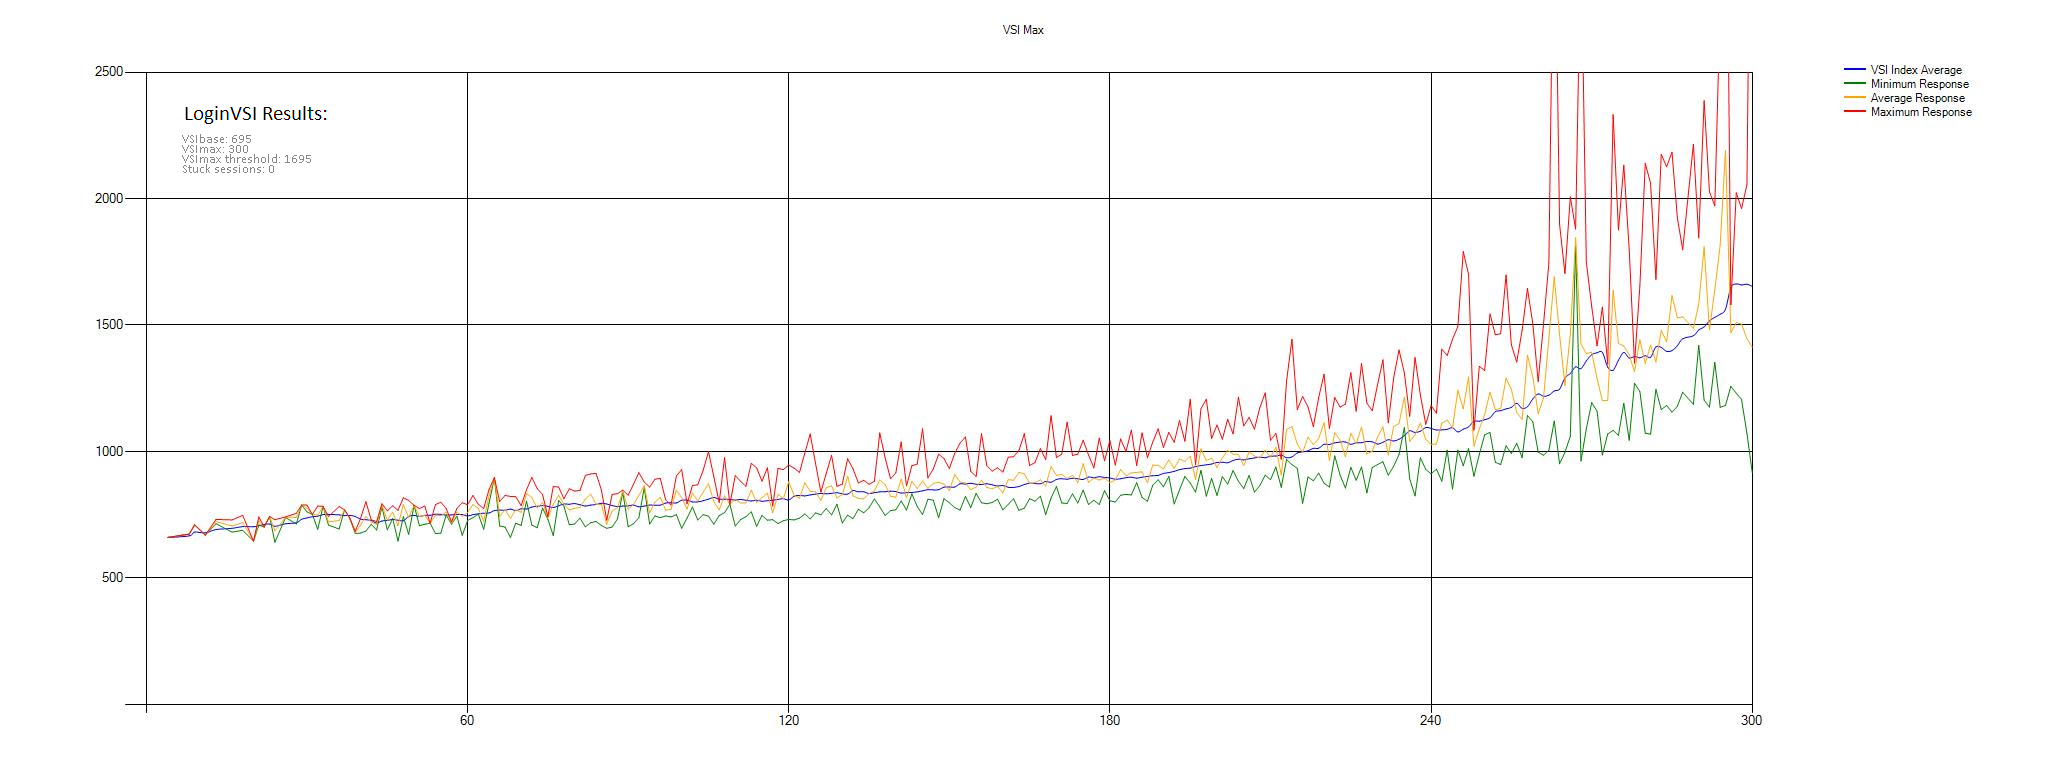 VSI Max
2500
2000
1500
1000
500
LoginVSI Results:
VSIbase: 695
VSImax: 300
VSImax threshold: 1695
Stuck sessions: 0
VSI Index Average
Minimum Response
Average Response
Maximum Response
60 120 180 240 300